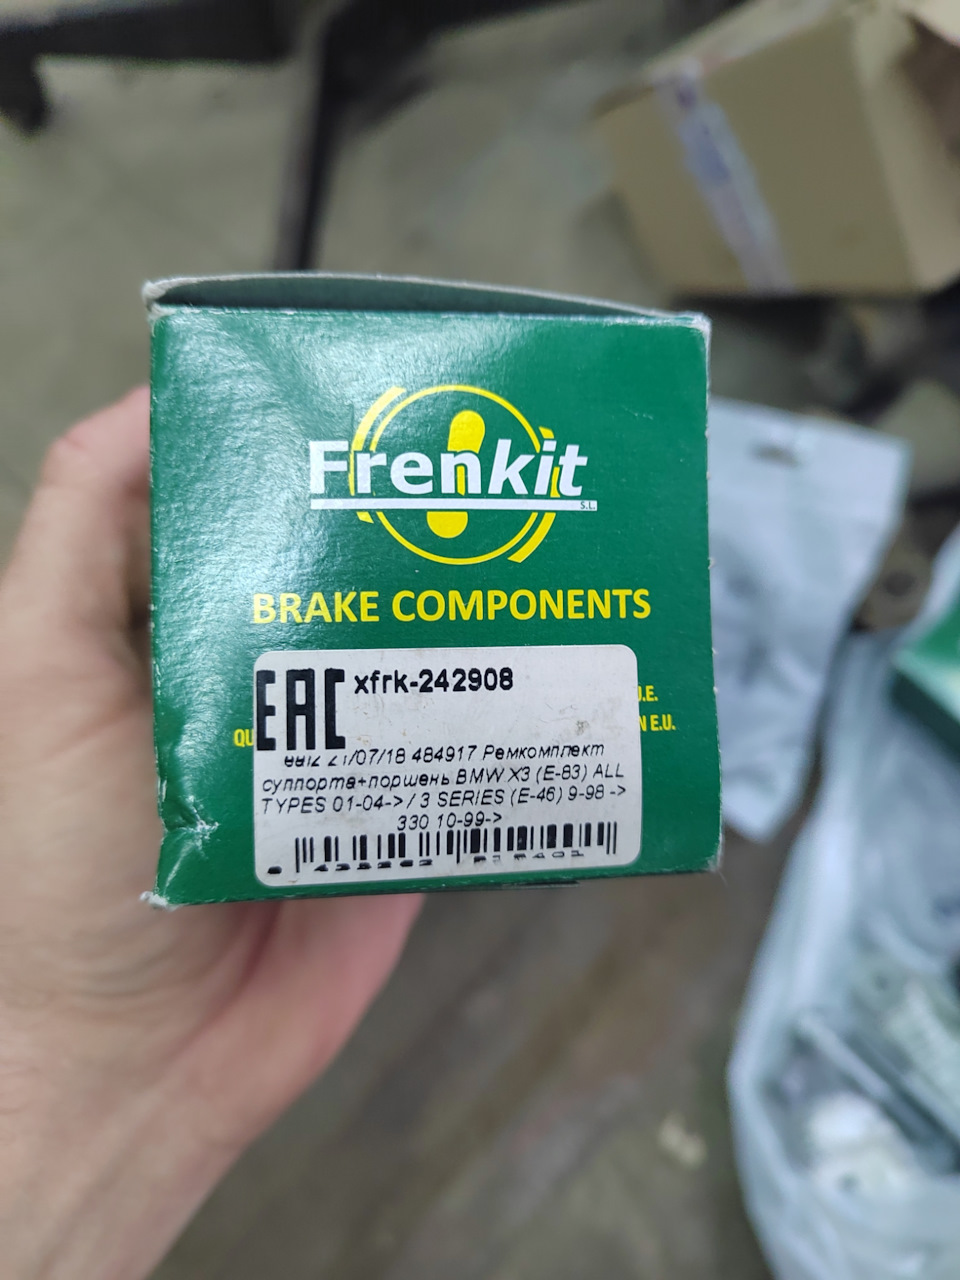 Frenkit
S.L.
BRAKE COMPONENTS
EAC xfrk-242908
U.E.
QU N E.U.
/07/18 484917 Ремкомплект
суппорта+поршень BMW X3 (E-83) ALL
TYPES 01-04-> / 3 SERIES (E-46) 9-98 ->
330 10-99->